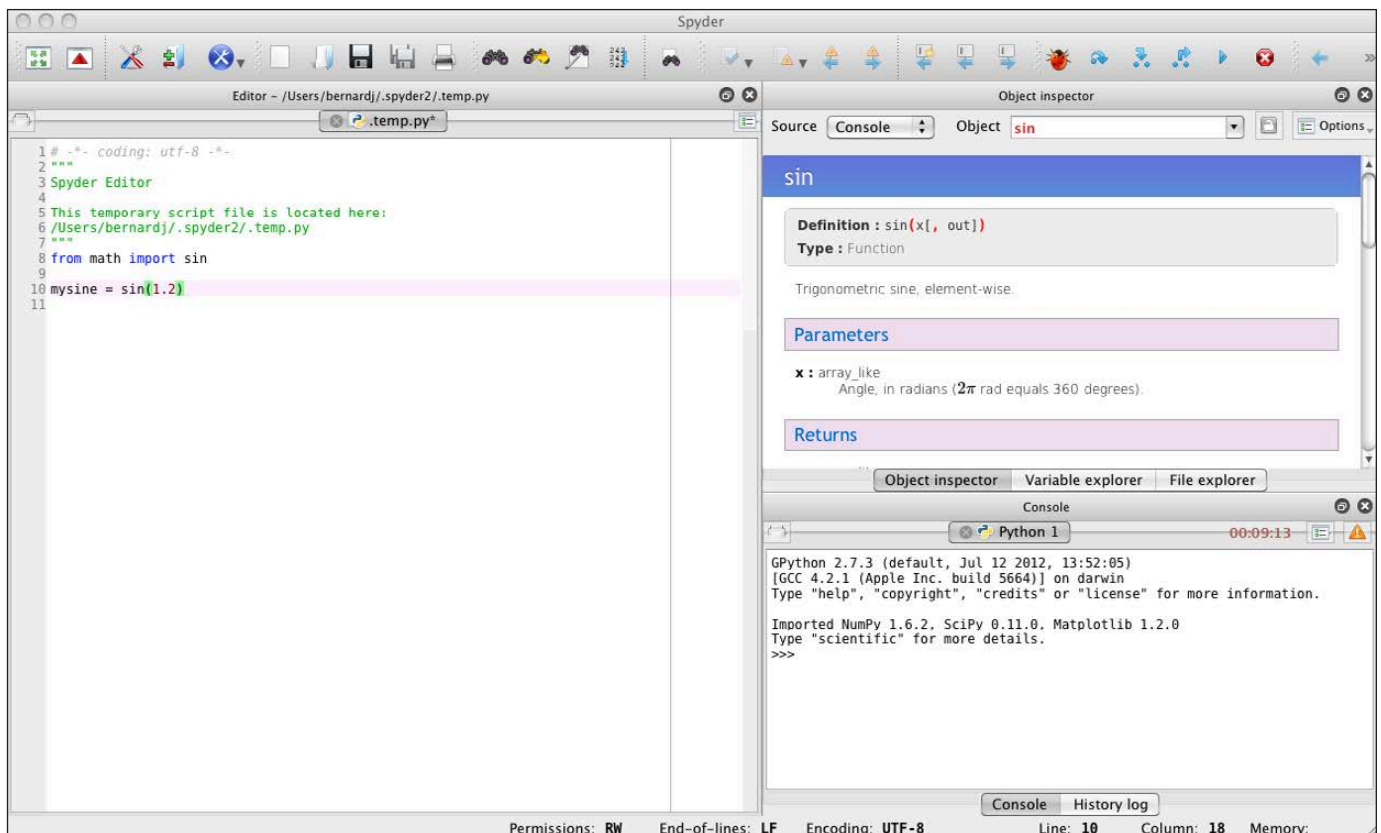 Spyder
Editor – /Users/bernardj/.spyder2/.temp.py
.temp.py*
1 # -*- coding: utf-8 -*-
2 """
3 Spyder Editor
4
5 This temporary script file is located here:
6 /Users/bernardj/.spyder2/.temp.py
7 """
8 from math import sin
9
10 mysine = sin(1.2)
11
Object inspector
Source Console Object sin Options
sin
Definition : sin(x[, out])
Type : Function
Trigonometric sine, element-wise.
Parameters
x : array_like
Angle, in radians (2π rad equals 360 degrees).
Returns
Object inspector Variable explorer File explorer
Console
Python 1 00:09:13
GPython 2.7.3 (default, Jul 12 2012, 13:52:05)
[GCC 4.2.1 (Apple Inc. build 5664)] on darwin
Type "help", "copyright", "credits" or "license" for more information.
Imported NumPy 1.6.2, SciPy 0.11.0, Matplotlib 1.2.0
Type "scientific" for more details.
>>>
Console History log
Permissions: RW End-of-lines: LF Encoding: UTF-8 Line: 10 Column: 18 Memory: